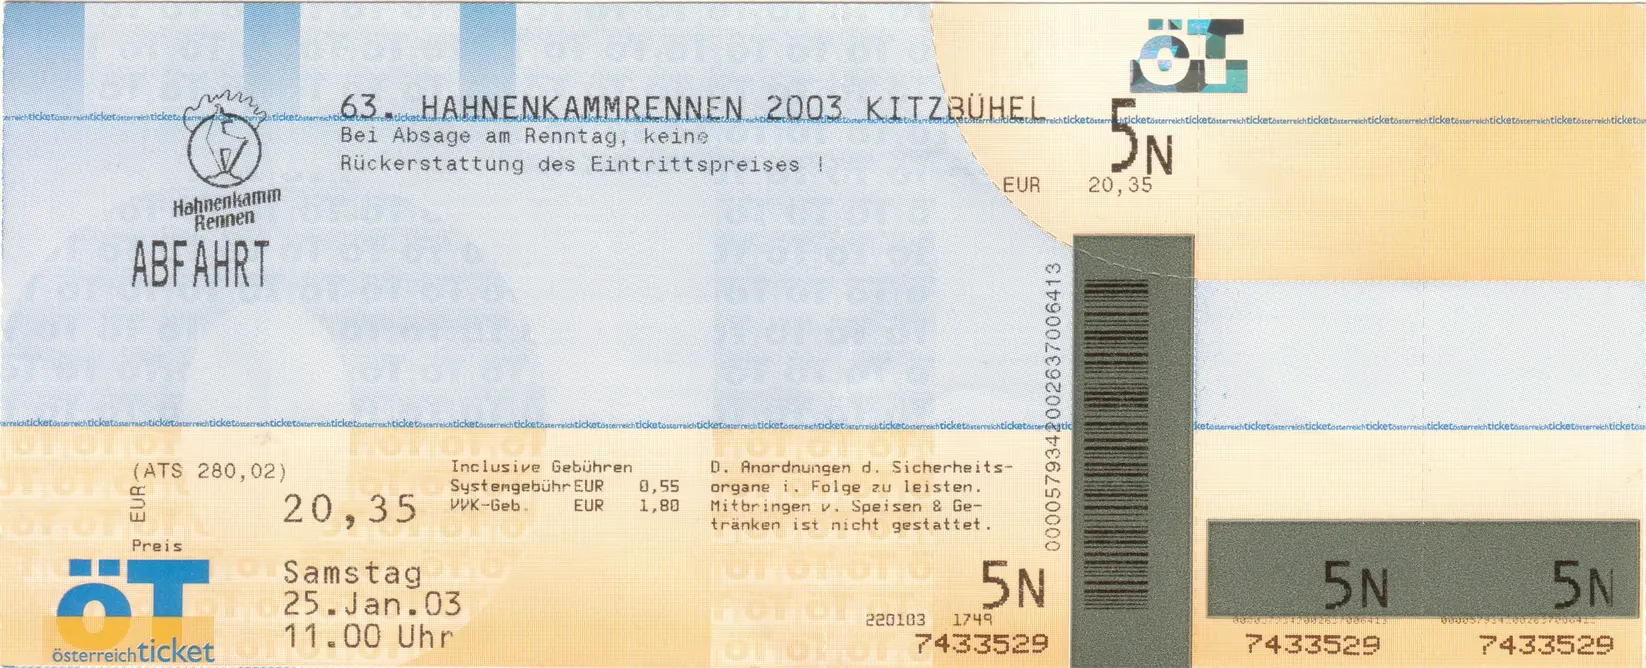 öT
63. HAHNENKAMMRENNEN 2003 KITZBÜHEL
Bei Absage am Renntag, keine
Rückerstattung des Eintrittspreises !
5N
EUR 20,35
Hahnenkamm
Rennen
ABFAHRT
00000579342002637006413
(ATS 280,02)
EUR 20,35
Preis
Inclusive Gebühren
Systemgebühr EUR 0,55
VVK-Geb. EUR 1,80
D. Anordnungen d. Sicherheits-
organe i. Folge zu leisten.
Mitbringen v. Speisen & Ge-
tränken ist nicht gestattet.
öT
österreichticket
Samstag
25.Jan.03
11.00 Uhr
5N
220103 1749
7433529
5N
7433529
5N
7433529